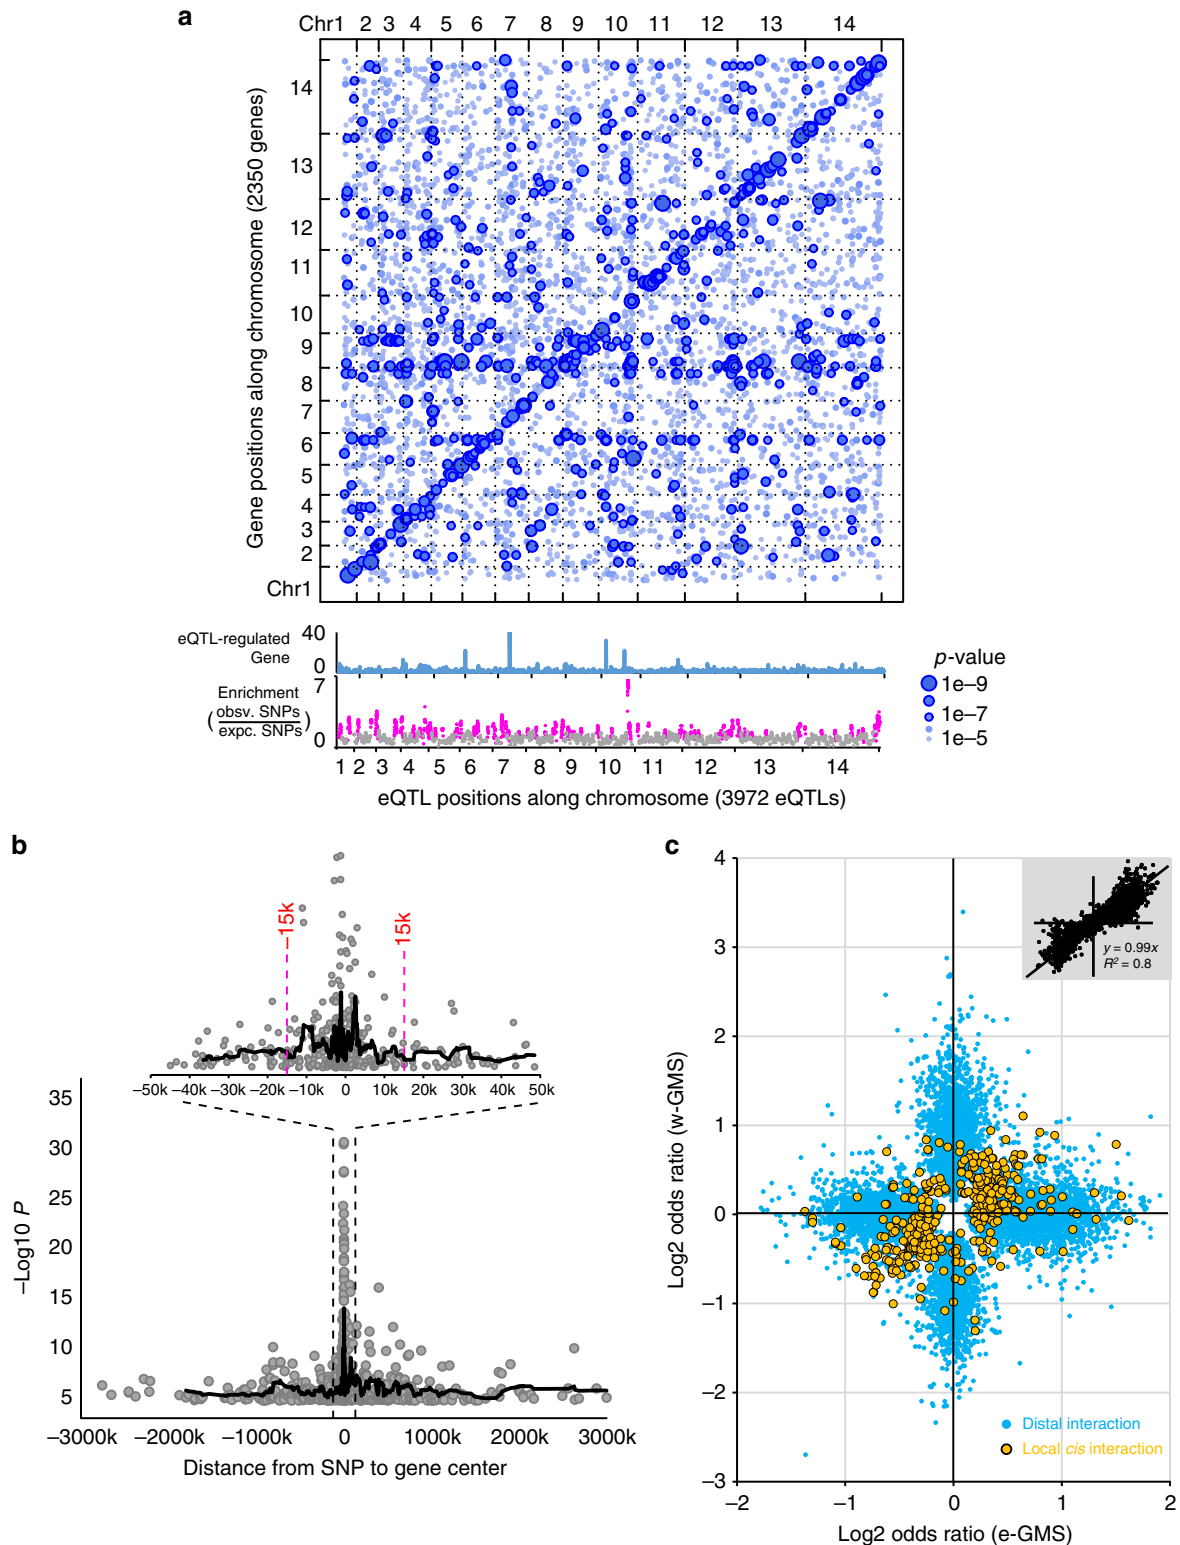 a
Chr1 2 3 4 5 6 7 8 9 10 11 12 13 14
Gene positions along chromosome (2350 genes)
14
13
12
11
10
9
8
7
6
5
4
3
2
Chr1
eQTL-regulated
Gene
40
0
Enrichment
(obsv. SNPs
expc. SNPs)
7
0
1 2 3 4 5 6 7 8 9 10 11 12 13 14
eQTL positions along chromosome (3972 eQTLs)
p-value
1e–9
1e–7
1e–5
b
–15k
15k
–50k –40k –30k –20k –10k 0 10k 20k 30k 40k 50k
–Log10 P
35
30
25
20
15
10
5
–3000k –2000k –1000k 0 1000k 2000k 3000k
Distance from SNP to gene center
c
Log2 odds ratio (w-GMS)
4
3
2
1
0
–1
–2
–3
y = 0.99x
R² = 0.8
Distal interaction
Local cis interaction
–2 –1 0 1 2
Log2 odds ratio (e-GMS)